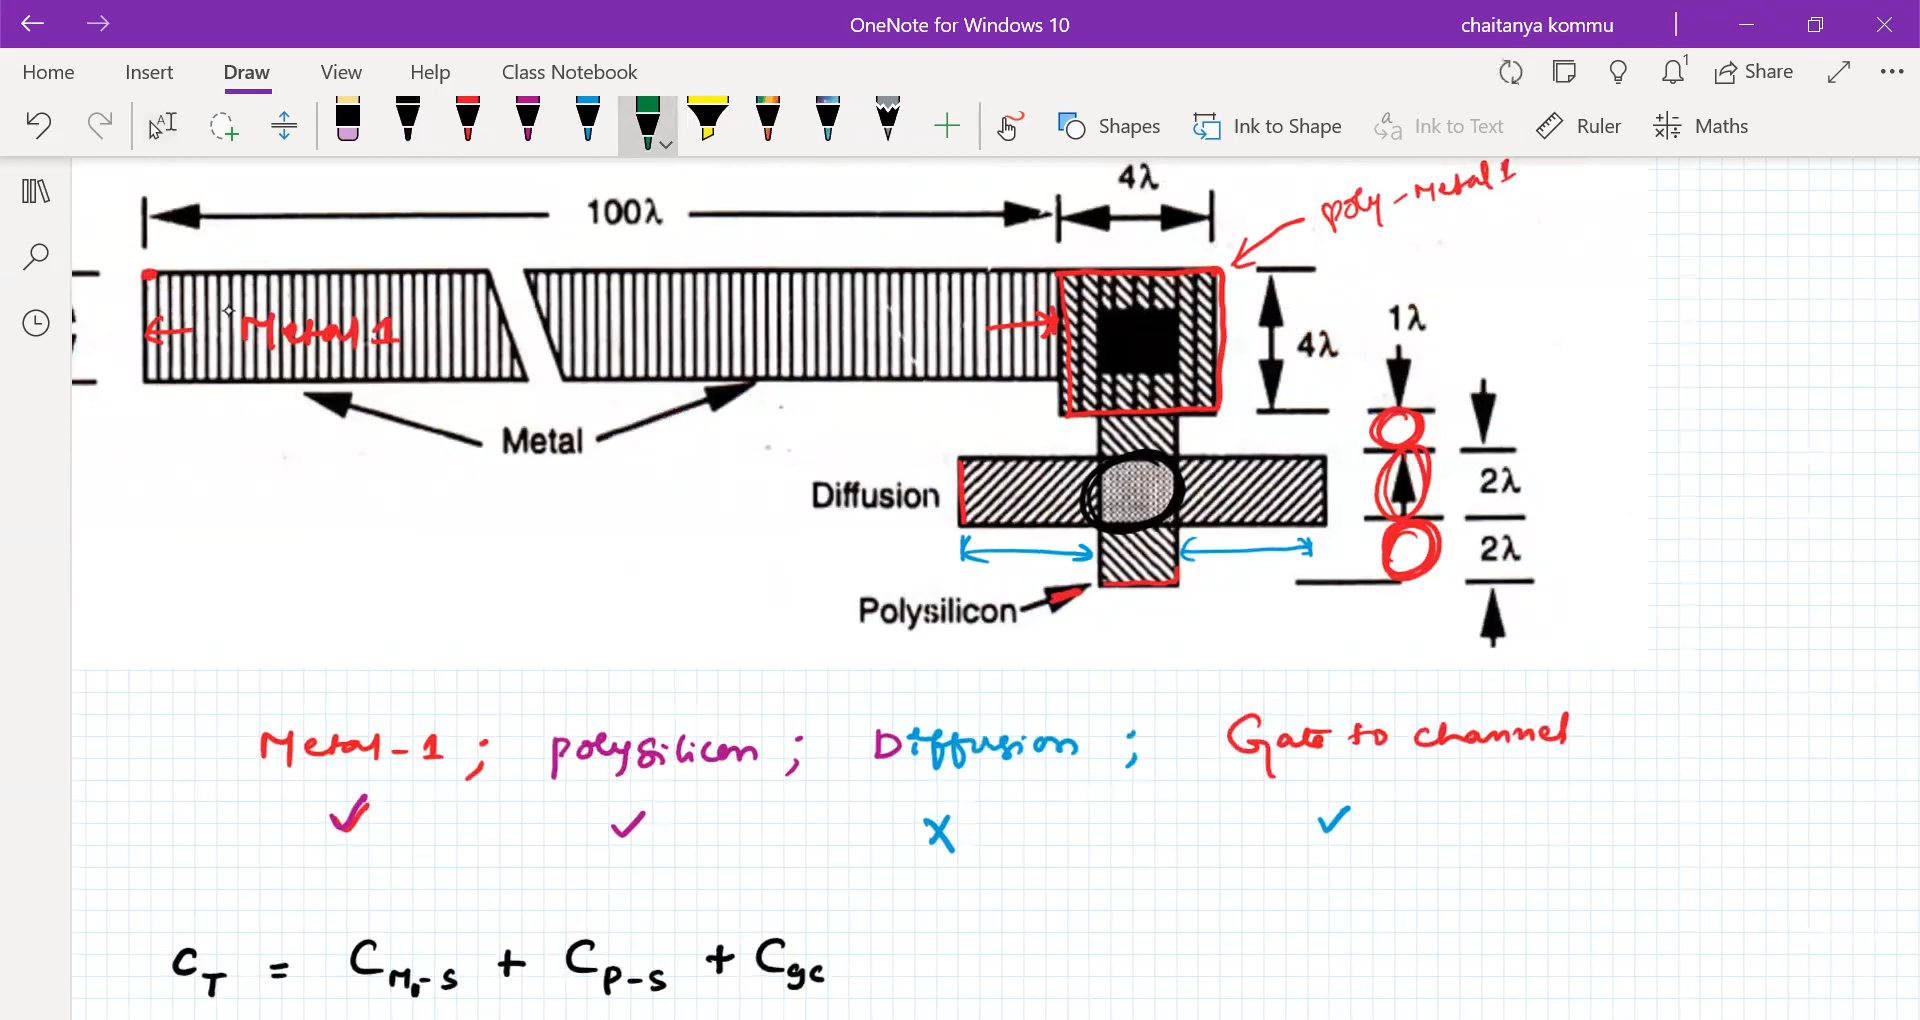 OneNote for Windows 10 chaitanya kommu
Home Insert Draw View Help Class Notebook 1 Share
Shapes Ink to Shape Ink to Text Ruler Maths
4λ
poly - Metal 1
100λ
1λ
Metal 1
4λ
Metal
Diffusion
2λ
2λ
Polysilicon
Metal - 1 ; polysilicon ; Diffusion ; Gate to channel
✓ ✓ X ✓
C_T = C_M₁-S + C_P-S + C_gc